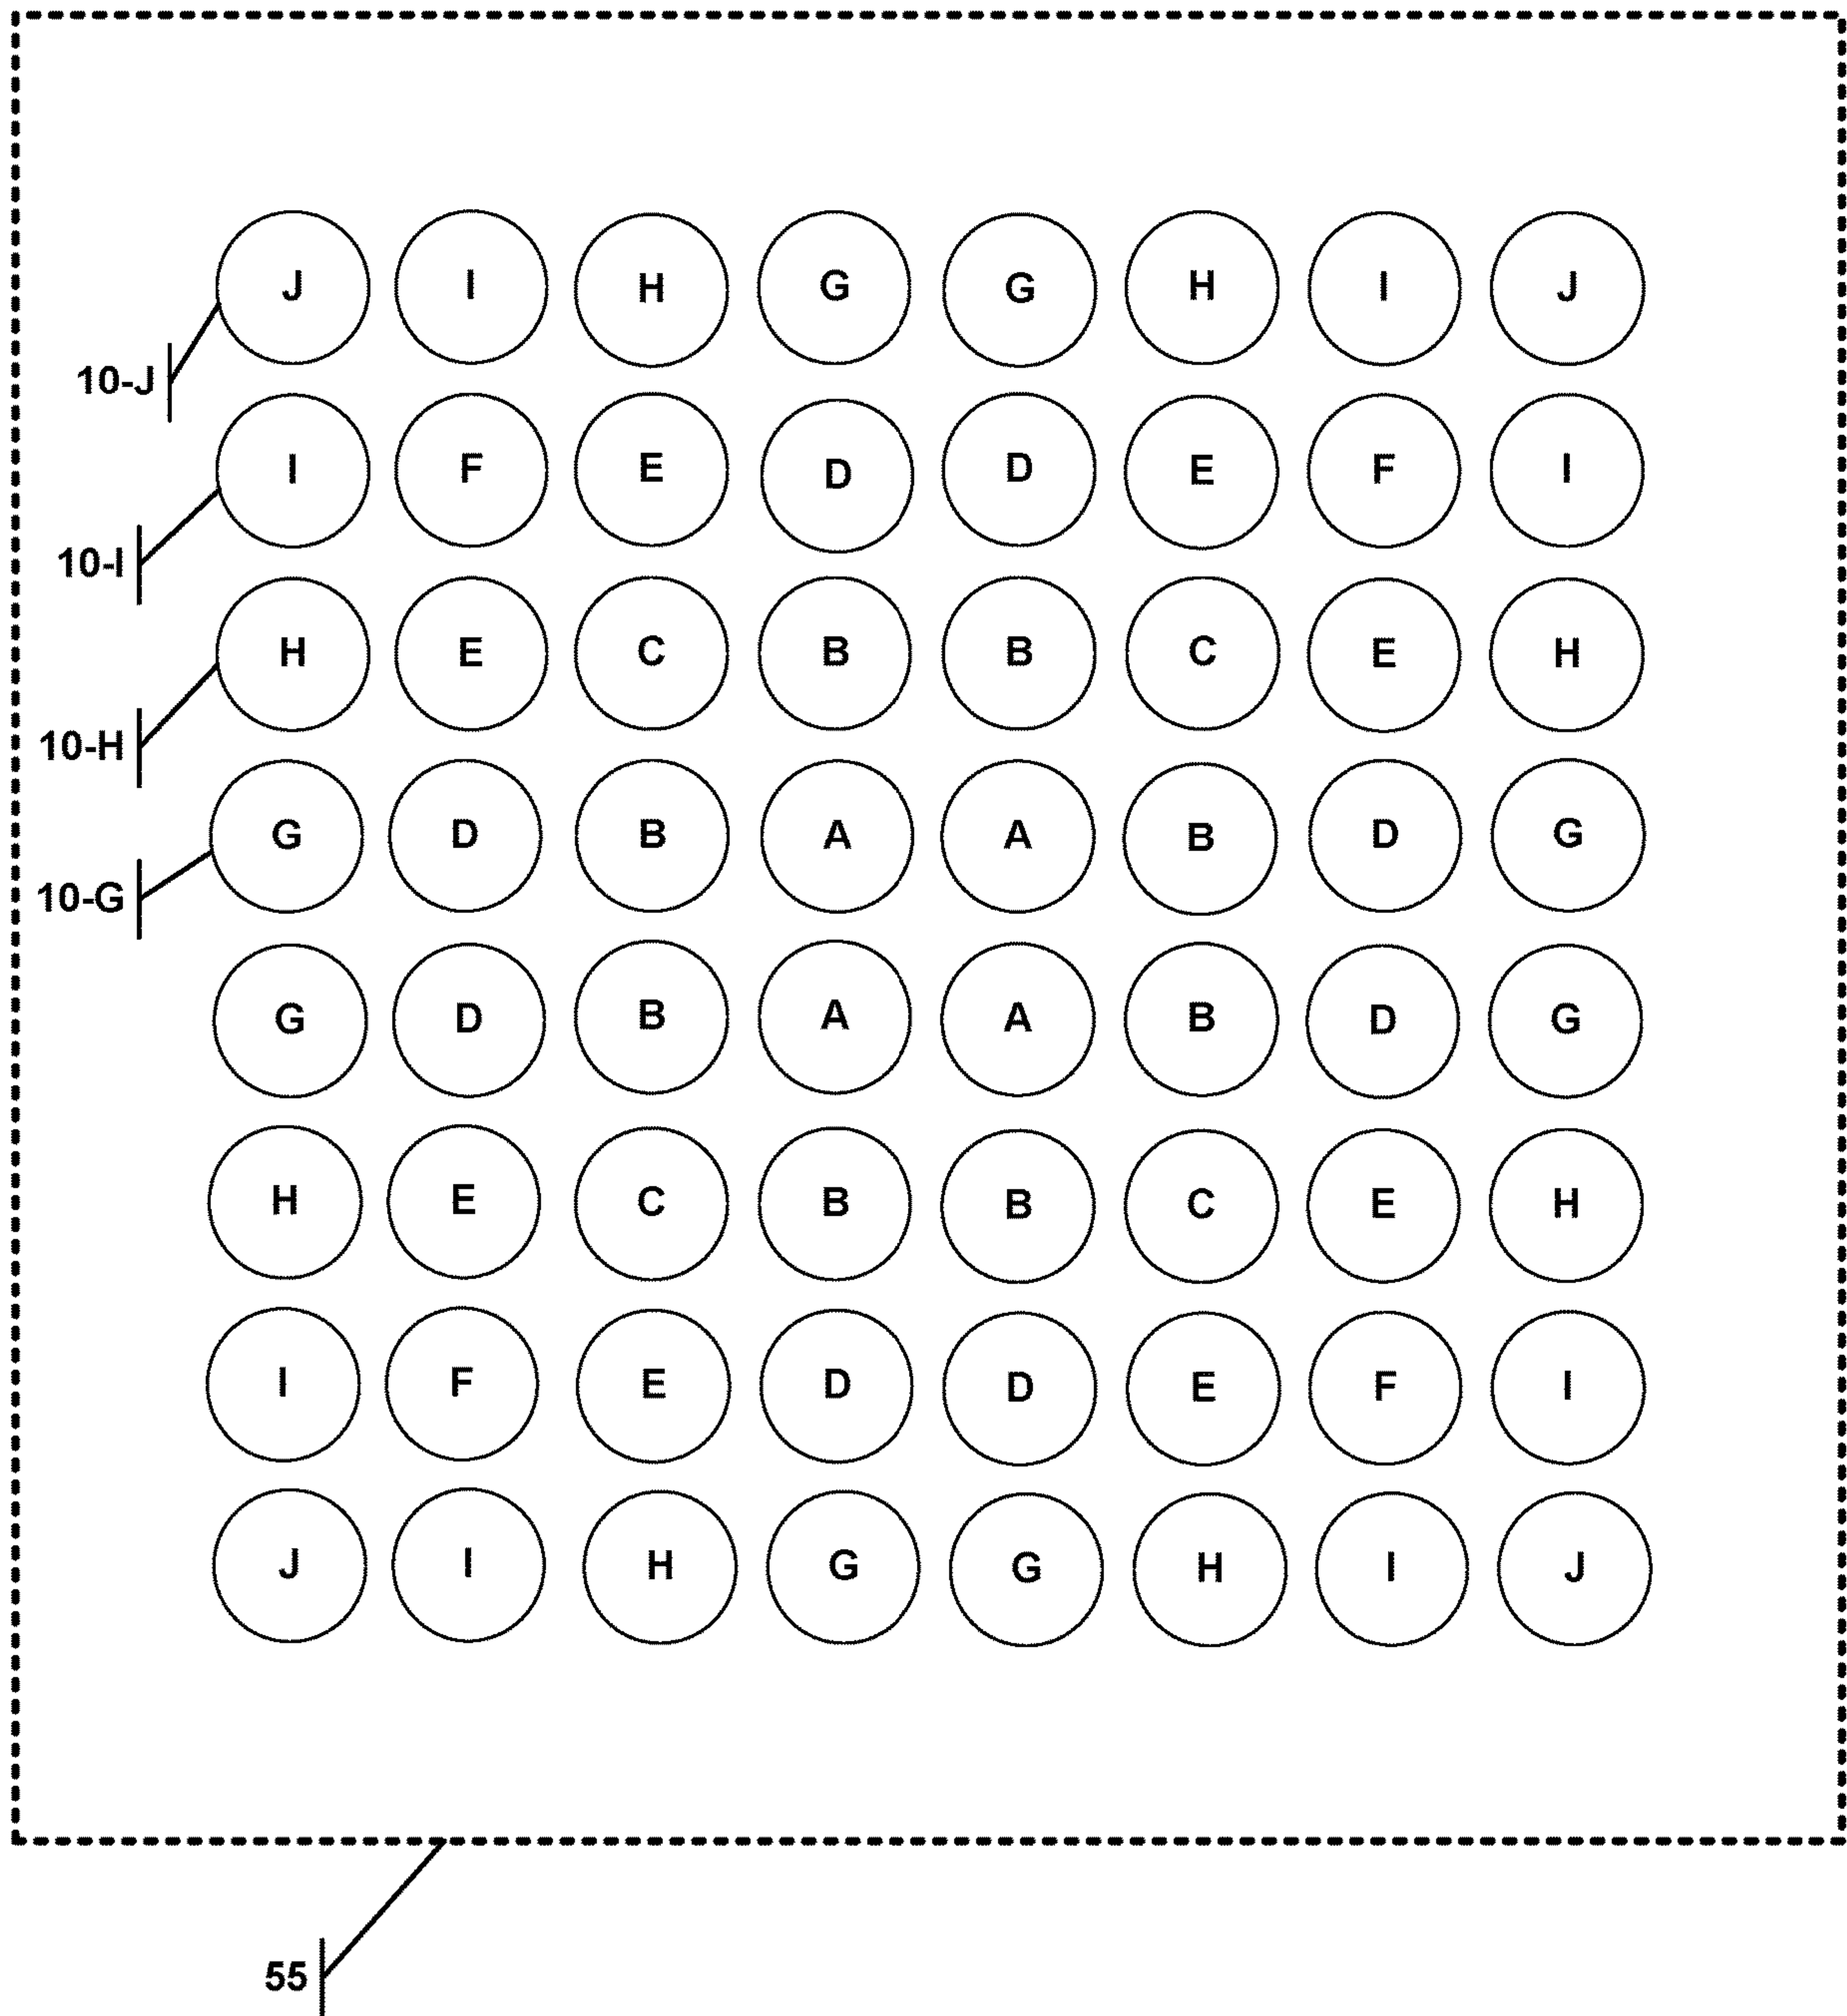 J I H G G H I J
10-J
I F E D D E F I
10-I
H E C B B C E H
10-H
G D B A A B D G
10-G
G D B A A B D G
H E C B B C E H
I F E D D E F I
J I H G G H I J
55